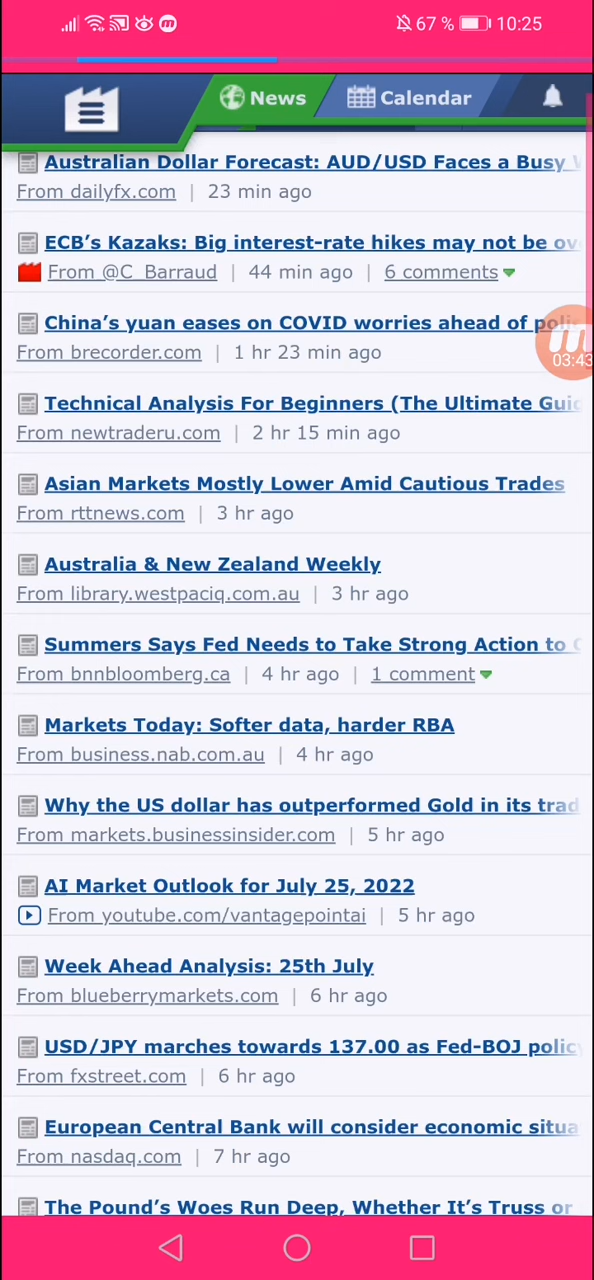 67 % 10:25
News Calendar
Australian Dollar Forecast: AUD/USD Faces a Busy
From dailyfx.com | 23 min ago
ECB’s Kazaks: Big interest-rate hikes may not be ov
From @C_Barraud | 44 min ago | 6 comments
China’s yuan eases on COVID worries ahead of
From brecorder.com | 1 hr 23 min ago
03:43
Technical Analysis For Beginners (The Ultimate Gui
From newtraderu.com | 2 hr 15 min ago
Asian Markets Mostly Lower Amid Cautious Trades
From rttnews.com | 3 hr ago
Australia & New Zealand Weekly
From library.westpaciq.com.au | 3 hr ago
Summers Says Fed Needs to Take Strong Action to
From bnnbloomberg.ca | 4 hr ago | 1 comment
Markets Today: Softer data, harder RBA
From business.nab.com.au | 4 hr ago
Why the US dollar has outperformed Gold in its trad
From markets.businessinsider.com | 5 hr ago
AI Market Outlook for July 25, 2022
From youtube.com/vantagepointai | 5 hr ago
Week Ahead Analysis: 25th July
From blueberrymarkets.com | 6 hr ago
USD/JPY marches towards 137.00 as Fed-BOJ policy
From fxstreet.com | 6 hr ago
European Central Bank will consider economic situa
From nasdaq.com | 7 hr ago
The Pound’s Woes Run Deep, Whether It’s Truss or